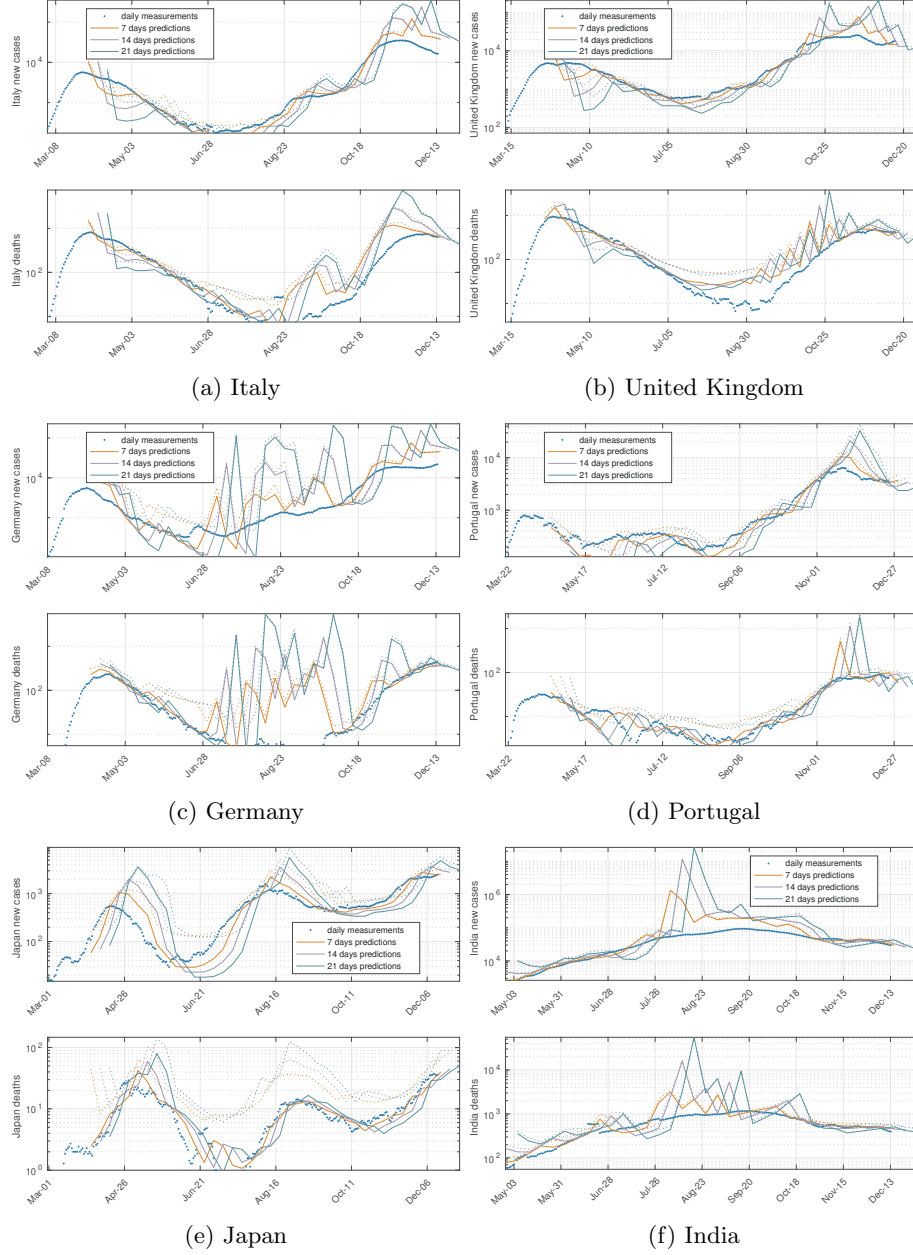 daily measurements
7 days predictions
14 days predictions
21 days predictions
Italy new cases
10^4
Mar-08 May-03 Jun-28 Aug-23 Oct-18 Dec-13
Italy deaths
10^2
Mar-08 May-03 Jun-28 Aug-23 Oct-18 Dec-13
(a) Italy
daily measurements
7 days predictions
14 days predictions
21 days predictions
United Kingdom new cases
10^4
10^2
Mar-15 May-10 Jul-05 Aug-30 Oct-25 Dec-20
United Kingdom deaths
10^2
Mar-15 May-10 Jul-05 Aug-30 Oct-25 Dec-20
(b) United Kingdom
daily measurements
7 days predictions
14 days predictions
21 days predictions
Germany new cases
10^4
Mar-08 May-03 Jun-28 Aug-23 Oct-18 Dec-13
Germany deaths
10^2
Mar-08 May-03 Jun-28 Aug-23 Oct-18 Dec-13
(c) Germany
daily measurements
7 days predictions
14 days predictions
21 days predictions
Portugal new cases
10^4
10^3
Mar-22 May-17 Jul-12 Sep-06 Nov-01 Dec-27
Portugal deaths
10^2
Mar-22 May-17 Jul-12 Sep-06 Nov-01 Dec-27
(d) Portugal
daily measurements
7 days predictions
14 days predictions
21 days predictions
Japan new cases
10^3
10^2
Mar-01 Apr-26 Jun-21 Aug-16 Oct-11 Dec-06
Japan deaths
10^2
10^1
10^0
Mar-01 Apr-26 Jun-21 Aug-16 Oct-11 Dec-06
(e) Japan
daily measurements
7 days predictions
14 days predictions
21 days predictions
India new cases
10^6
10^4
May-03 May-31 Jun-28 Jul-26 Aug-23 Sep-20 Oct-18 Nov-15 Dec-13
India deaths
10^4
10^3
10^2
May-03 May-31 Jun-28 Jul-26 Aug-23 Sep-20 Oct-18 Nov-15 Dec-13
(f) India